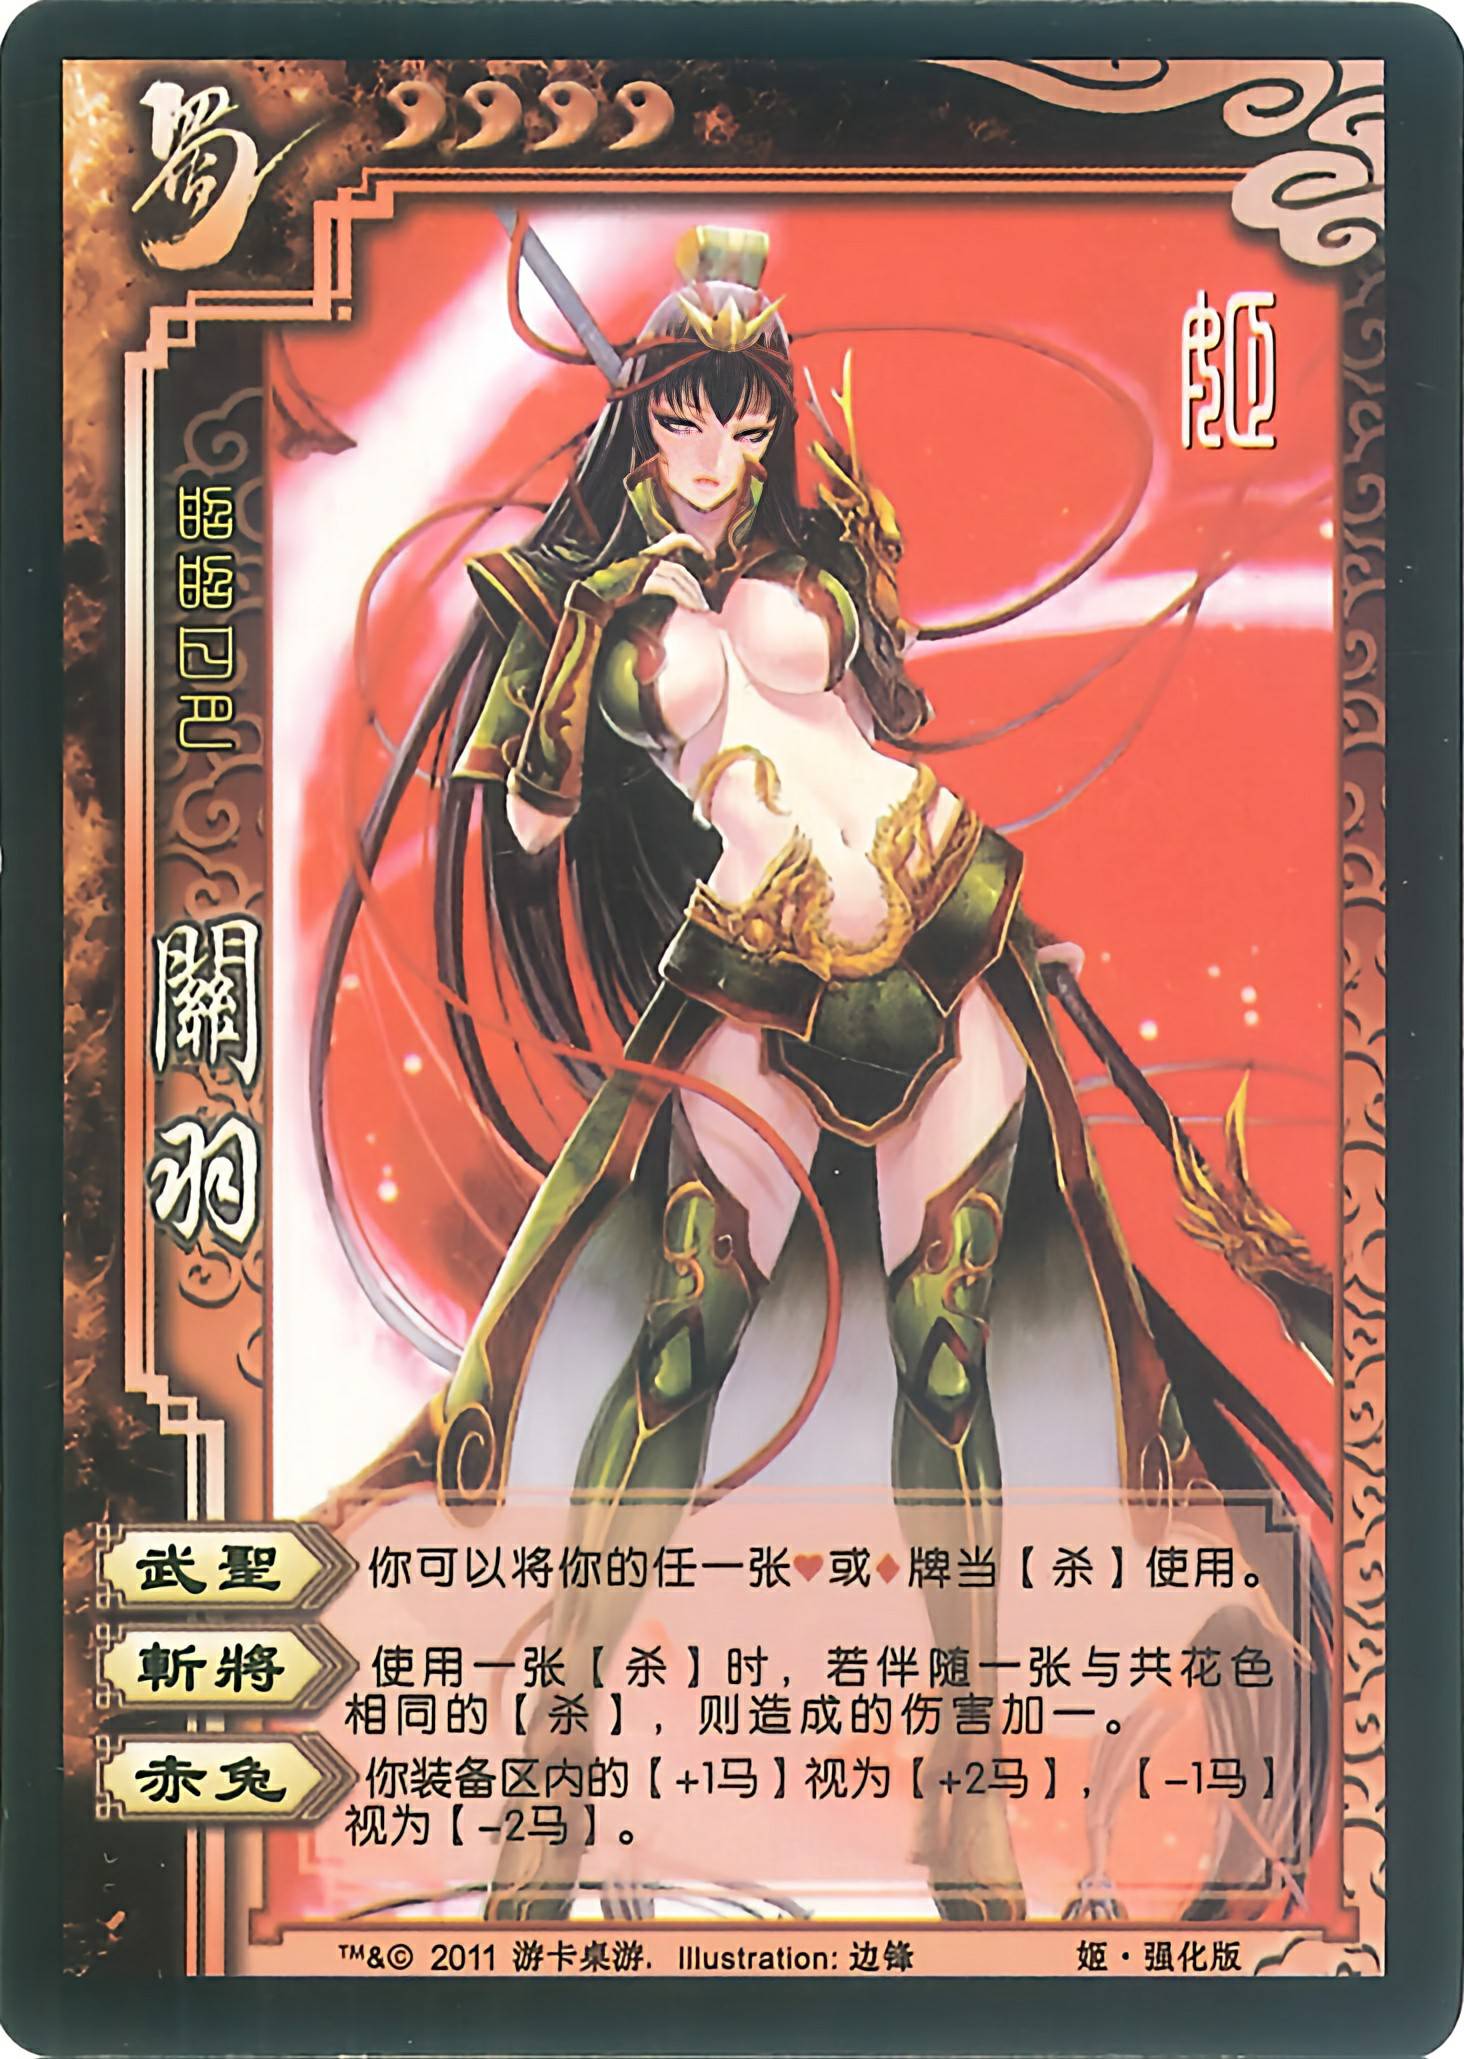 蜀
姬
關羽
武聖
你可以将你的任一张♥或♦牌当【杀】使用。
斬將
使用一张【杀】时，若伴随一张与共花色
相同的【杀】，则造成的伤害加一。
赤兔
你装备区内的【+1马】视为【+2马】，【-1马】
视为【-2马】。
™&© 2011 游卡桌游. Illustration: 边锋
姬·强化版